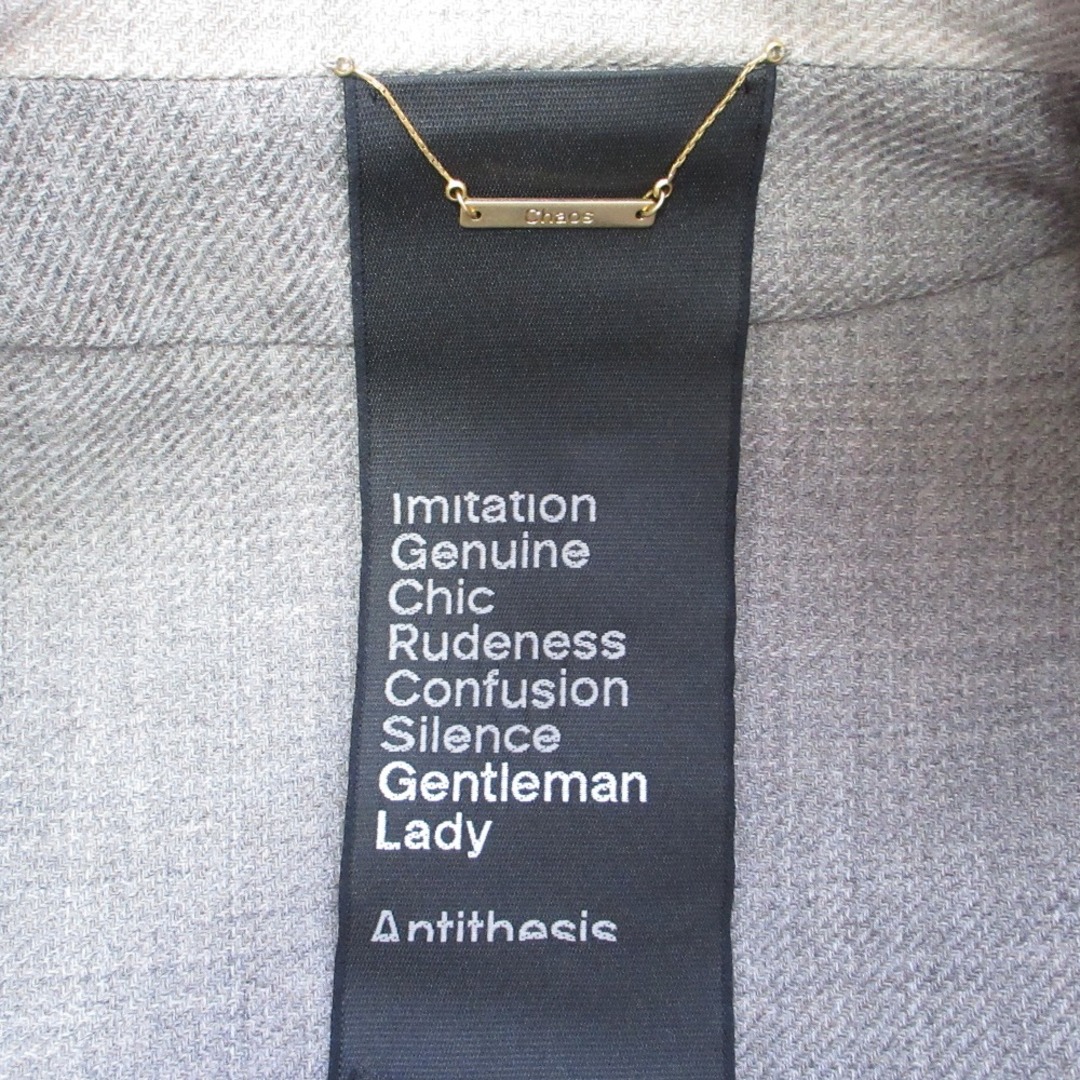 Chaos
Imitation
Genuine
Chic
Rudeness
Confusion
Silence
Gentleman
Lady
Antithesis